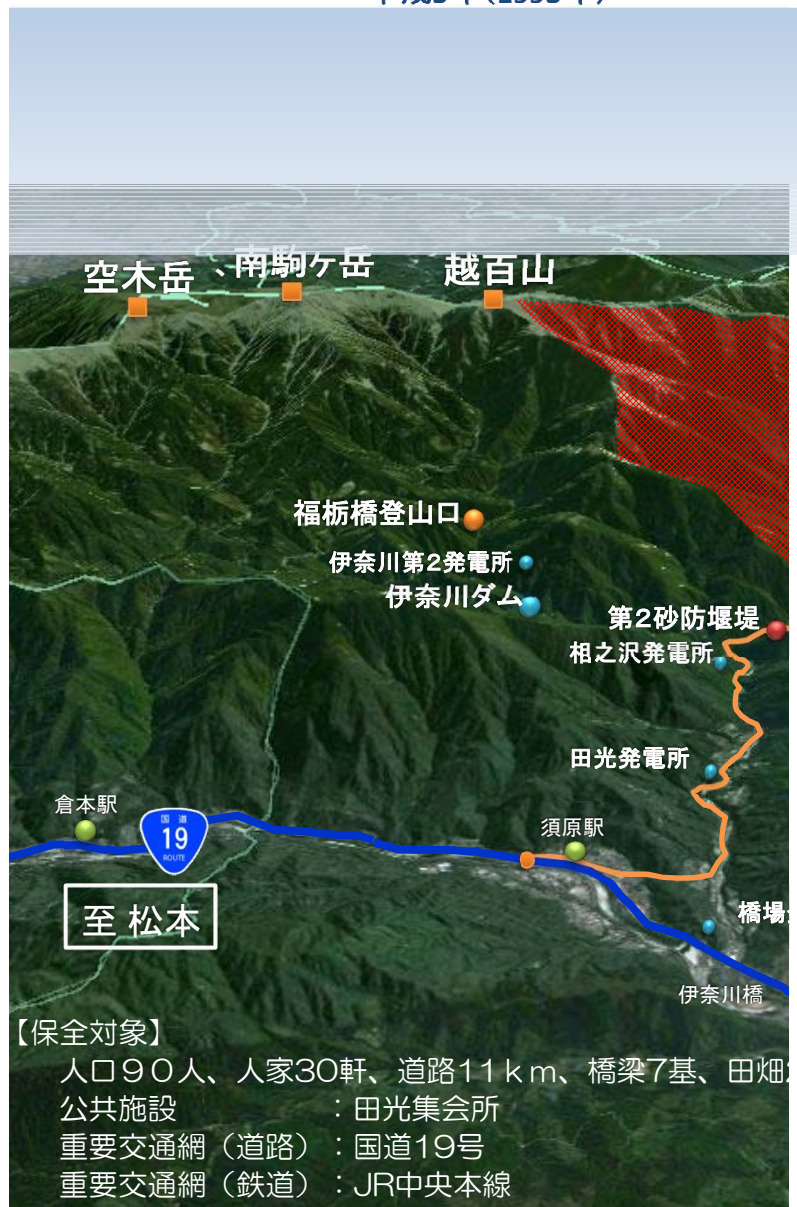 空木岳
南駒ケ岳
越百山
福栃橋登山口
伊奈川第2発電所
伊奈川ダム
第2砂防堰堤
相之沢発電所
田光発電所
倉本駅
国道
19
ROUTE
須原駅
至 松本
橋場
伊奈川橋
【保全対象】
人口90人、人家30軒、道路11km、橋梁7基、田畑
公共施設　　　　：田光集会所
重要交通網（道路）：国道19号
重要交通網（鉄道）：JR中央本線